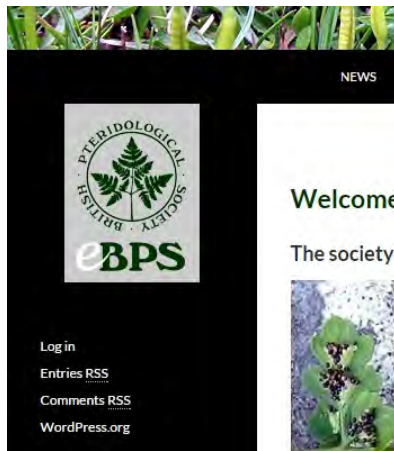 NEWS
BRITISH · PTERIDOLOGICAL · SOCIETY
eBPS
Welcome
The society
Log in
Entries RSS
Comments RSS
WordPress.org